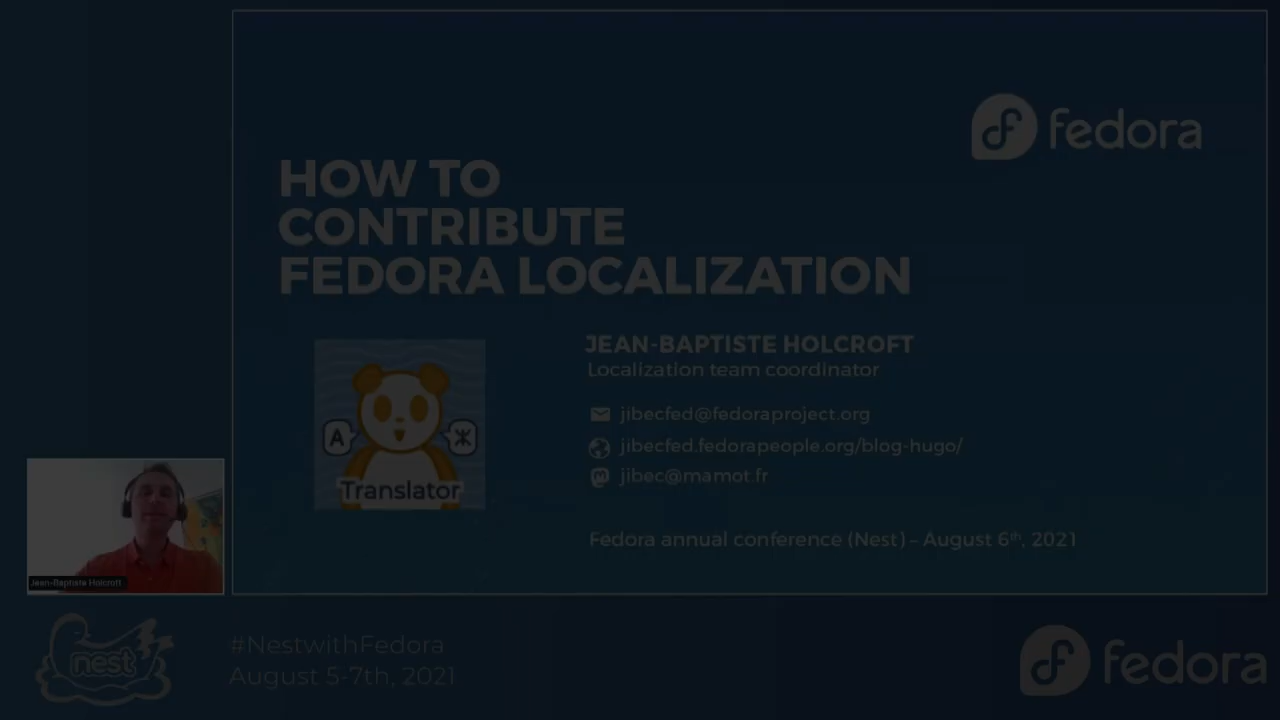 fedora
HOW TO
CONTRIBUTE
FEDORA LOCALIZATION
JEAN-BAPTISTE HOLCROFT
Localization team coordinator
jibecfed@fedoraproject.org
jibecfed.fedorapeople.org/blog-hugo/
jibec@mamot.fr
A Ж
Translator
Fedora annual conference (Nest) – August 6th, 2021
Jean-Baptiste Holcroft
nest
#NestwithFedora
August 5-7th, 2021
fedora